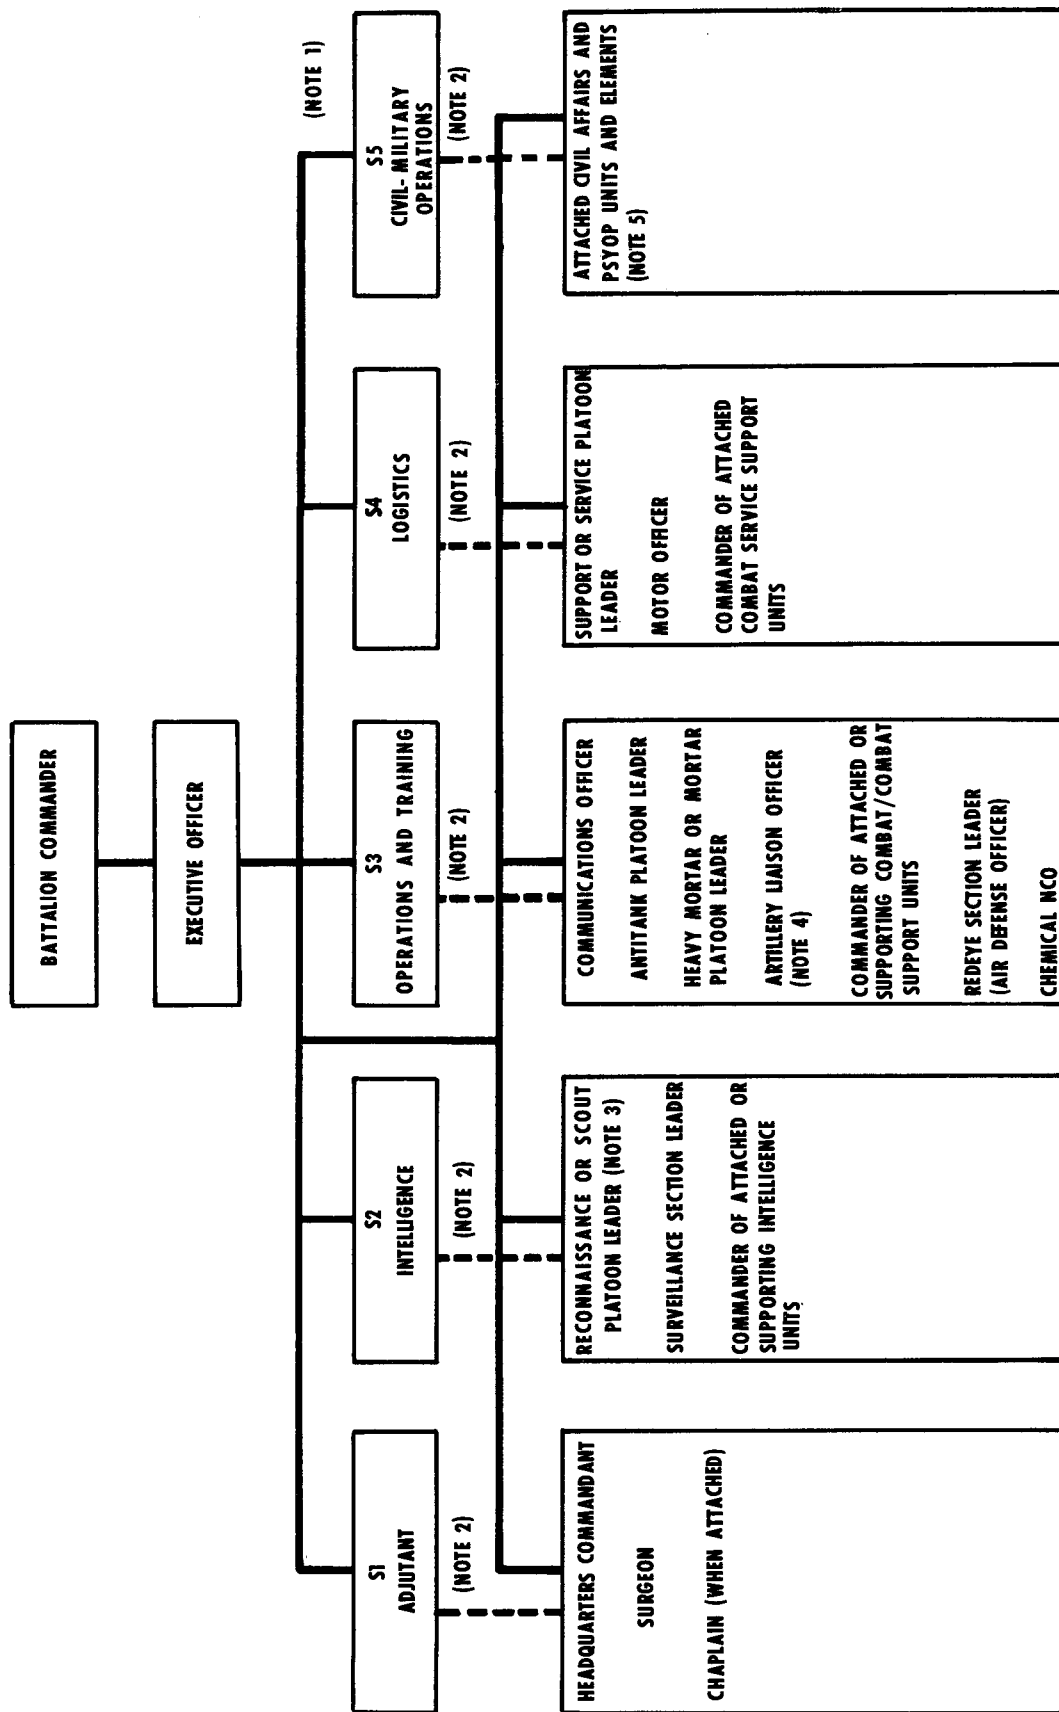 BATTALION COMMANDER
EXECUTIVE OFFICER
(NOTE 1)
S1
ADJUTANT
(NOTE 2)
S2
INTELLIGENCE
(NOTE 2)
S3
OPERATIONS AND TRAINING
(NOTE 2)
S4
LOGISTICS
(NOTE 2)
S5
CIVIL-MILITARY
OPERATIONS
(NOTE 2)
HEADQUARTERS COMMANDANT
SURGEON
CHAPLAIN (WHEN ATTACHED)
RECONNAISSANCE OR SCOUT
PLATOON LEADER (NOTE 3)
SURVEILLANCE SECTION LEADER
COMMANDER OF ATTACHED OR
SUPPORTING INTELLIGENCE
UNITS
COMMUNICATIONS OFFICER
ANTITANK PLATOON LEADER
HEAVY MORTAR OR MORTAR
PLATOON LEADER
ARTILLERY LIAISON OFFICER
(NOTE 4)
COMMANDER OF ATTACHED OR
SUPPORTING COMBAT/COMBAT
SUPPORT UNITS
REDEYE SECTION LEADER
(AIR DEFENSE OFFICER)
CHEMICAL NCO
SUPPORT OR SERVICE PLATOON
LEADER
MOTOR OFFICER
COMMANDER OF ATTACHED
COMBAT SERVICE SUPPORT
UNITS
ATTACHED CIVIL AFFAIRS AND
PSYOP UNITS AND ELEMENTS
(NOTE 5)